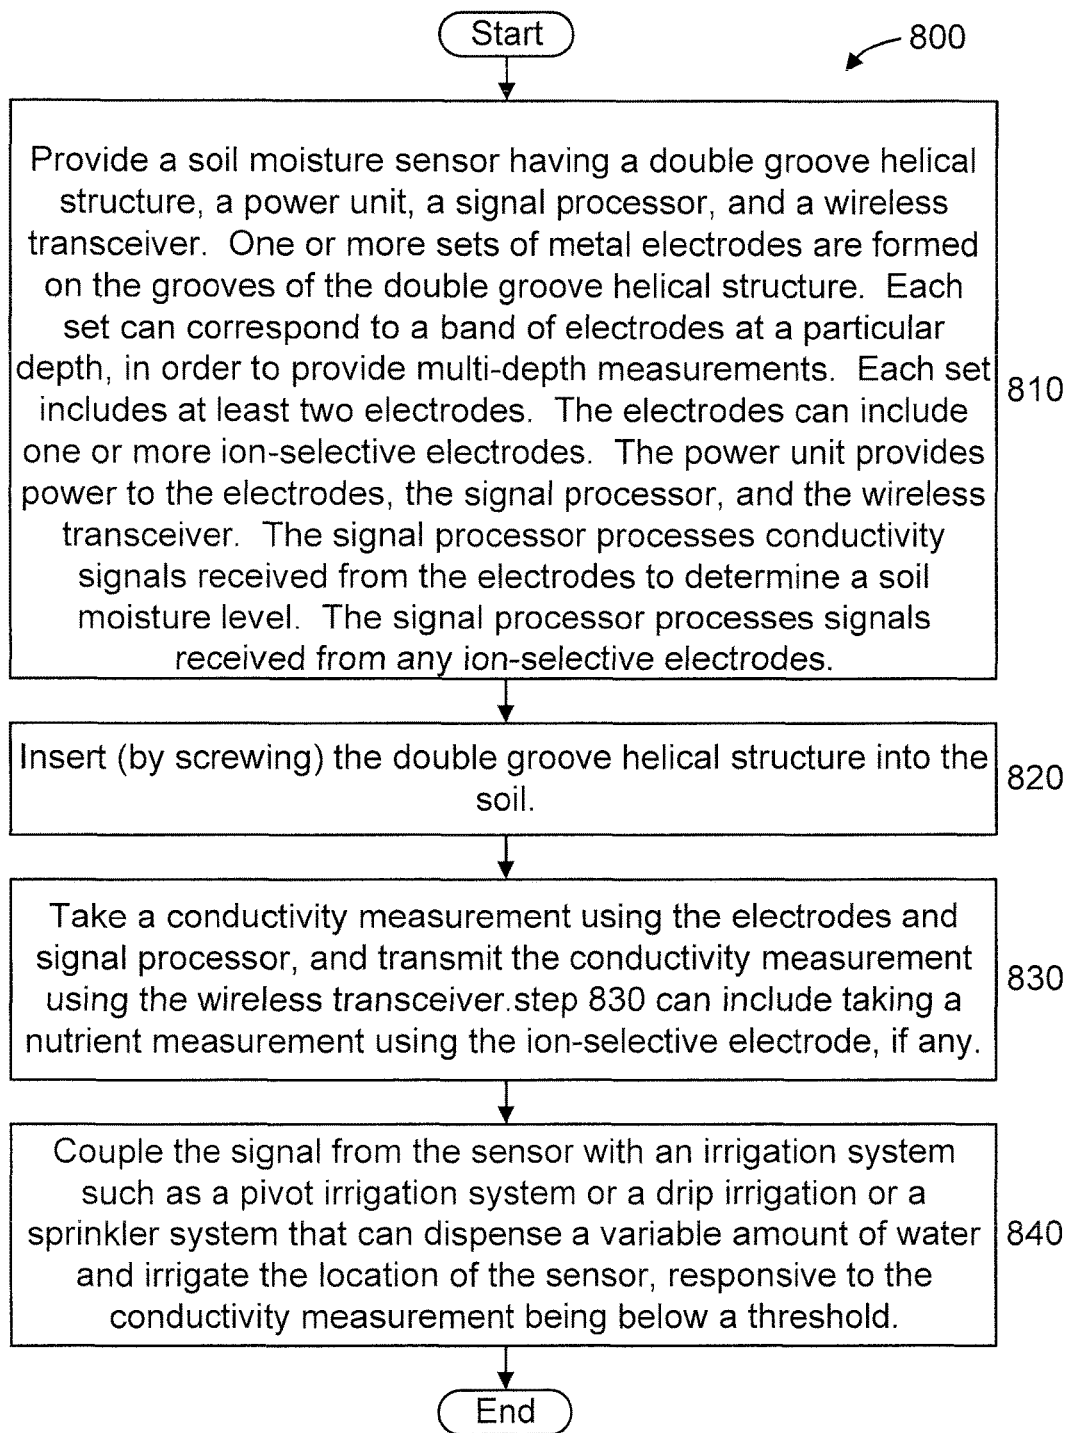 Start
800
Provide a soil moisture sensor having a double groove helical
structure, a power unit, a signal processor, and a wireless
transceiver. One or more sets of metal electrodes are formed
on the grooves of the double groove helical structure. Each
set can correspond to a band of electrodes at a particular
depth, in order to provide multi-depth measurements. Each set
includes at least two electrodes. The electrodes can include
one or more ion-selective electrodes. The power unit provides
power to the electrodes, the signal processor, and the wireless
transceiver. The signal processor processes conductivity
signals received from the electrodes to determine a soil
moisture level. The signal processor processes signals
received from any ion-selective electrodes.
810
Insert (by screwing) the double groove helical structure into the
soil.
820
Take a conductivity measurement using the electrodes and
signal processor, and transmit the conductivity measurement
using the wireless transceiver.step 830 can include taking a
nutrient measurement using the ion-selective electrode, if any.
830
Couple the signal from the sensor with an irrigation system
such as a pivot irrigation system or a drip irrigation or a
sprinkler system that can dispense a variable amount of water
and irrigate the location of the sensor, responsive to the
conductivity measurement being below a threshold.
840
End